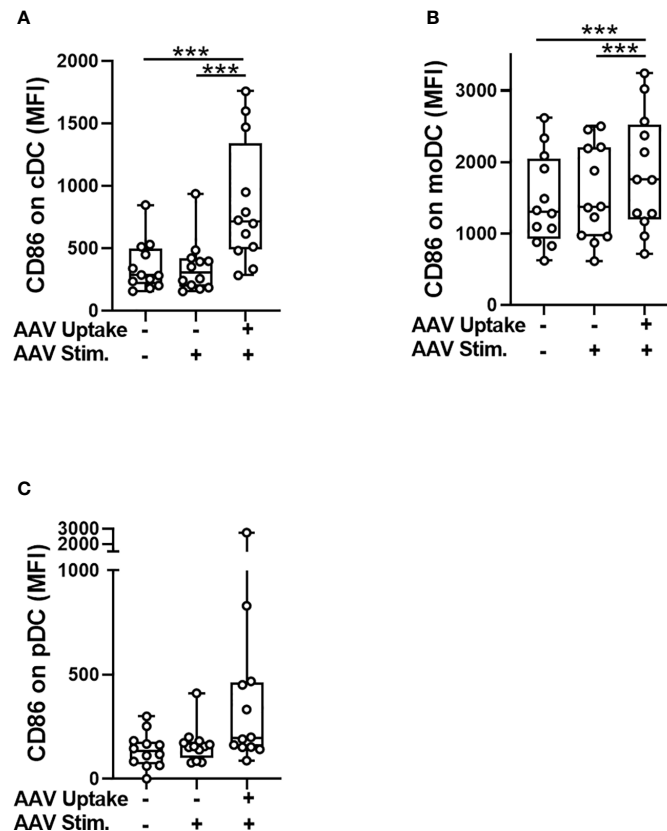 A
CD86 on cDC (MFI)
2000
1500
1000
500
0
***
***
AAV Uptake - - +
AAV Stim. - + +
B
CD86 on moDC (MFI)
3000
2000
1000
0
***
***
AAV Uptake - - +
AAV Stim. - + +
C
CD86 on pDC (MFI)
3000
2000
1000
500
0
AAV Uptake - - +
AAV Stim. - + +